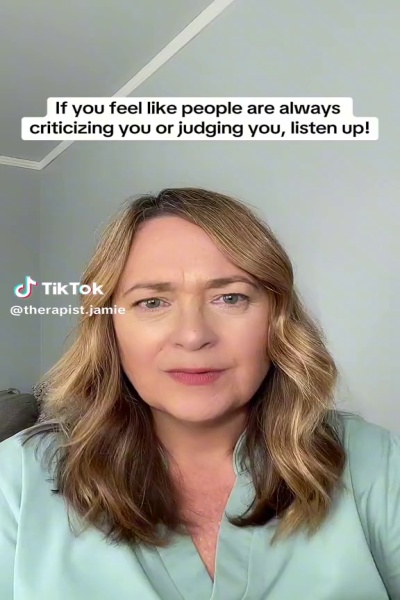 If you feel like people are always
criticizing you or judging you, listen up!
TikTok
@therapist.jamie